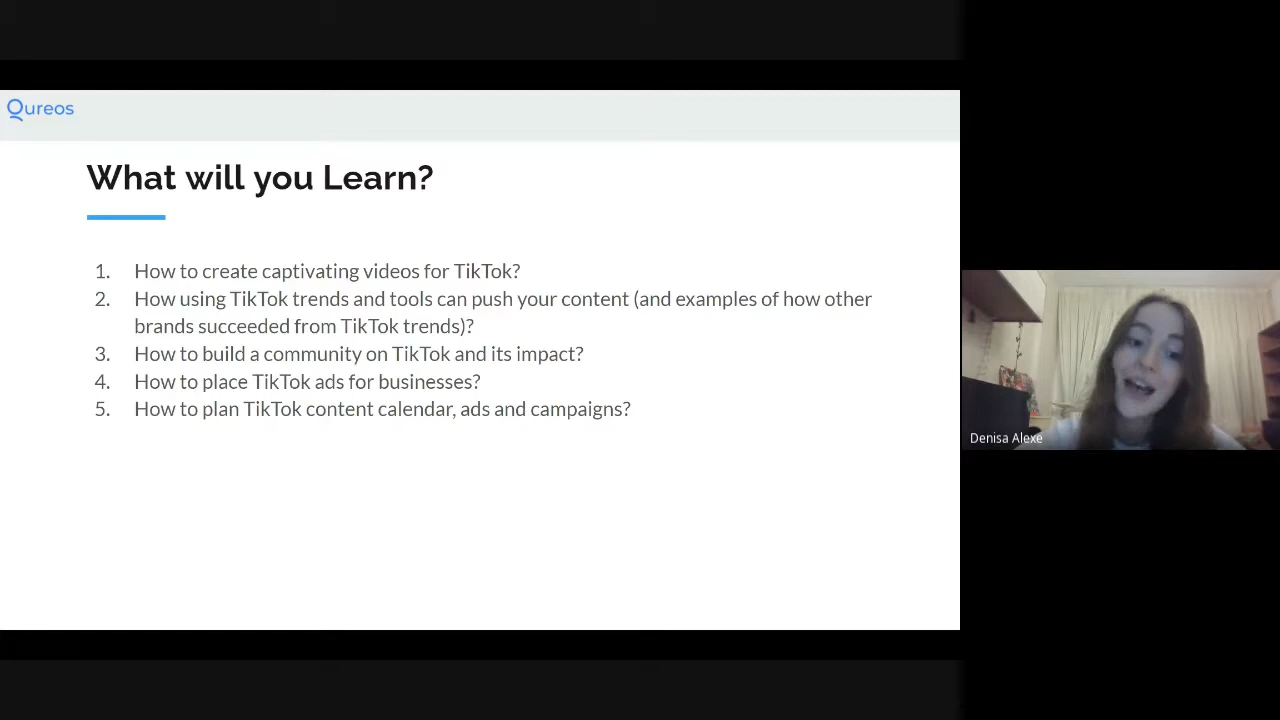 Qureos
What will you Learn?
1. How to create captivating videos for TikTok?
2. How using TikTok trends and tools can push your content (and examples of how other
brands succeeded from TikTok trends)?
3. How to build a community on TikTok and its impact?
4. How to place TikTok ads for businesses?
5. How to plan TikTok content calendar, ads and campaigns?
Denisa Alexe